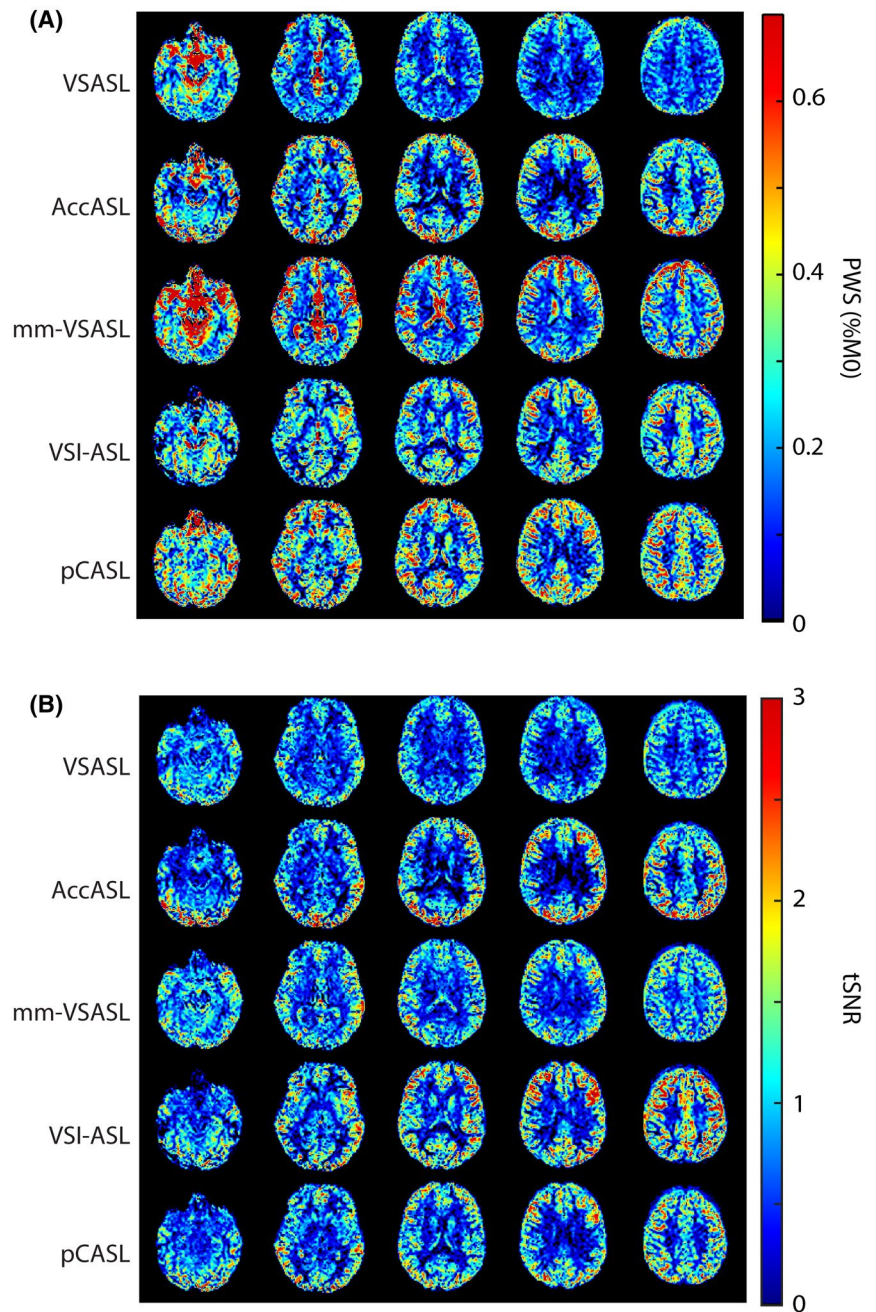 (A)
VSASL
AccASL
mm-VSASL
VSI-ASL
pCASL
0.6
0.4
0.2
0
PWS (%M0)
(B)
VSASL
AccASL
mm-VSASL
VSI-ASL
pCASL
3
2
1
0
tSNR